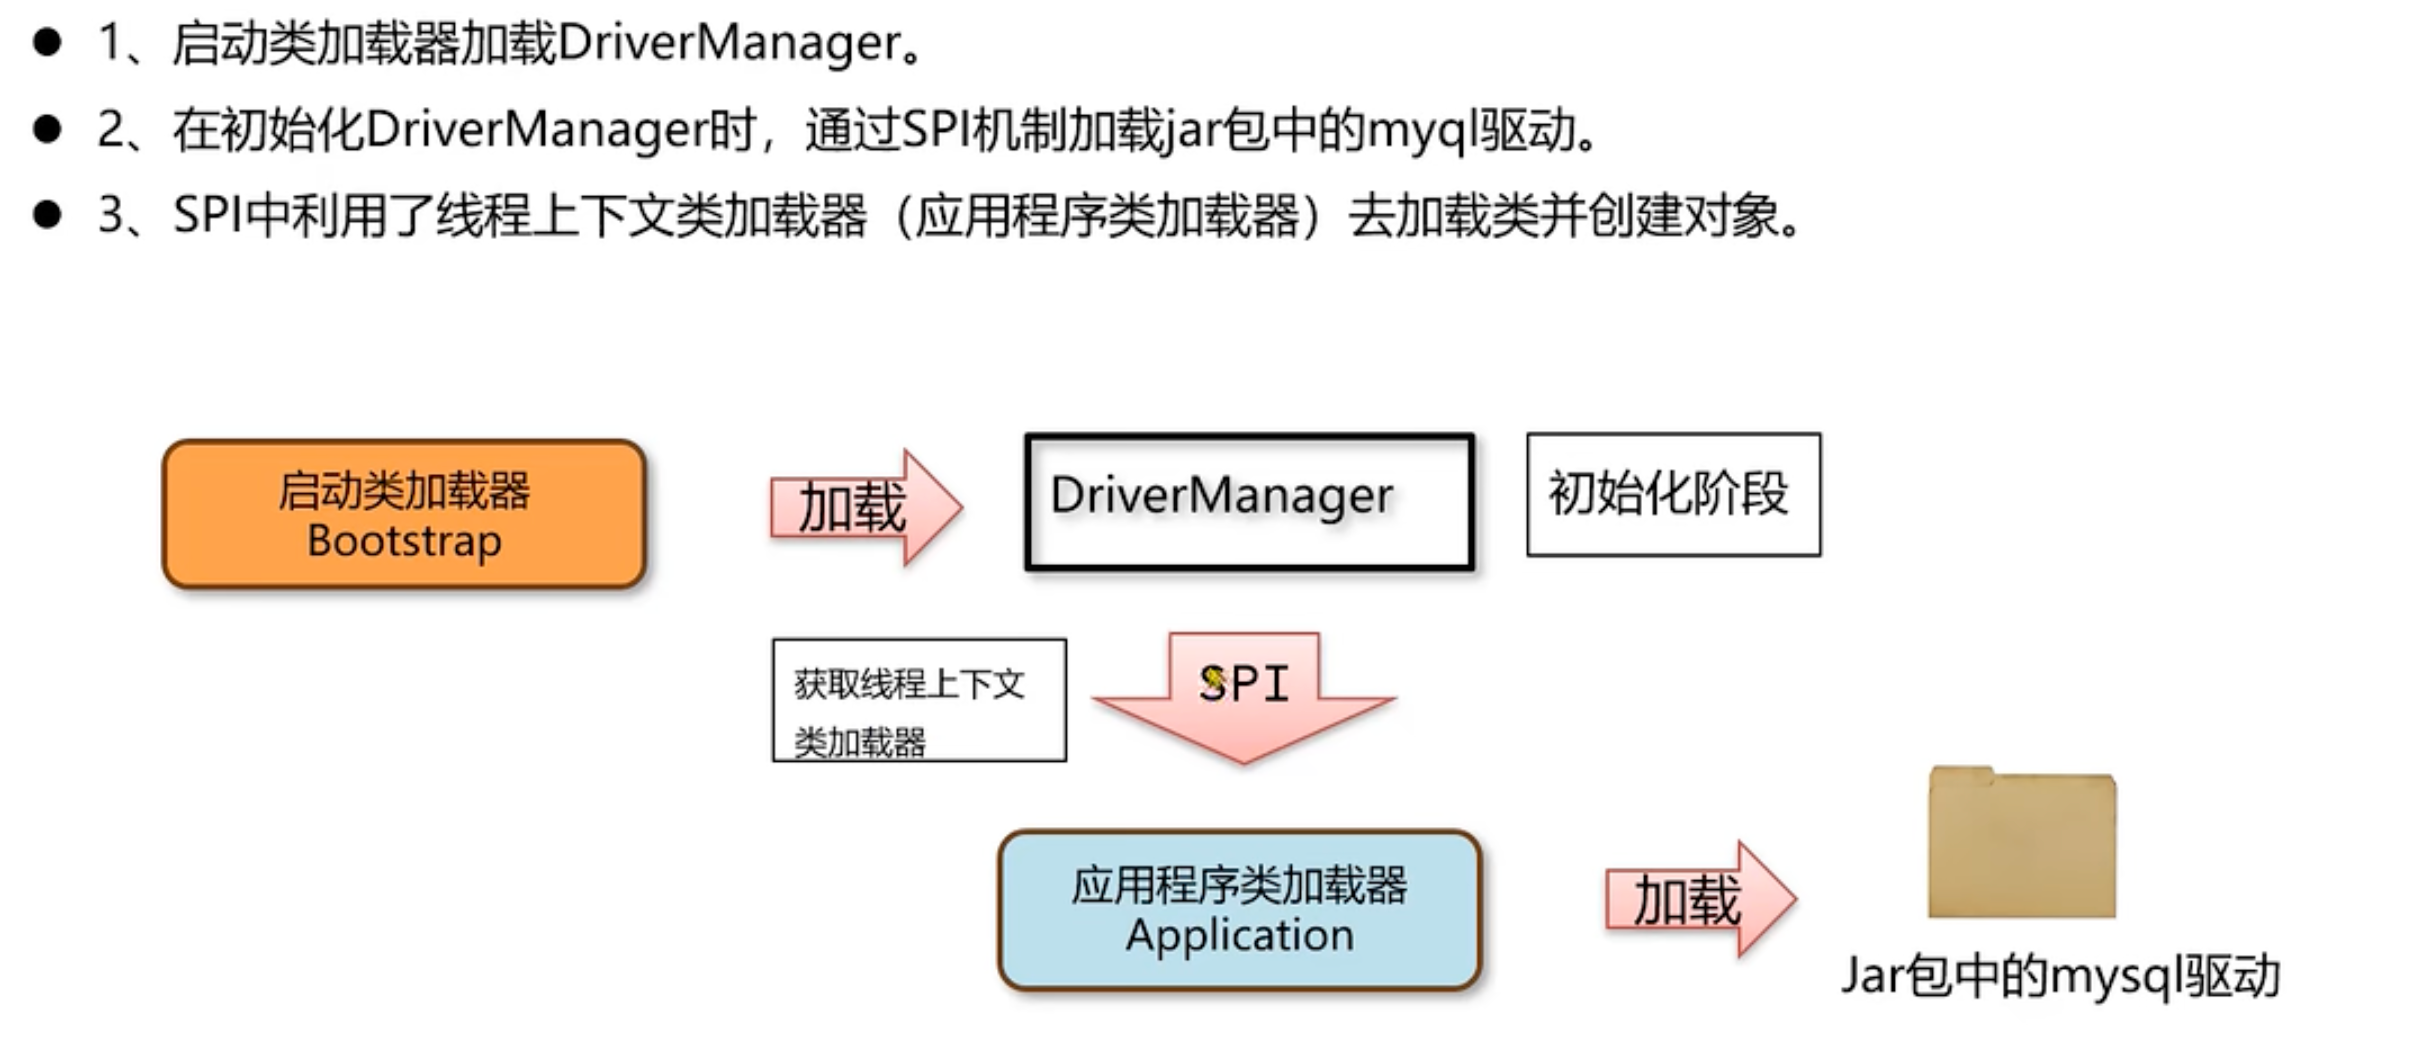 ● 1、启动类加载器加载DriverManager。
● 2、在初始化DriverManager时，通过SPI机制加载jar包中的myql驱动。
● 3、SPI中利用了线程上下文类加载器（应用程序类加载器）去加载类并创建对象。
启动类加载器
Bootstrap
加载
DriverManager
初始化阶段
获取线程上下文
类加载器
SPI
应用程序类加载器
Application
加载
Jar包中的mysql驱动